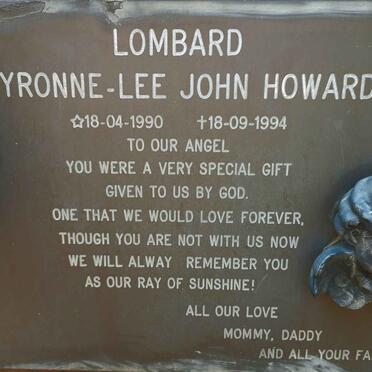 LOMBARD
YRONNE-LEE JOHN HOWARD
☆18-04-1990 †18-09-1994
TO OUR ANGEL
YOU WERE A VERY SPECIAL GIFT
GIVEN TO US BY GOD.
ONE THAT WE WOULD LOVE FOREVER,
THOUGH YOU ARE NOT WITH US NOW
WE WILL ALWAY REMEMBER YOU
AS OUR RAY OF SUNSHINE!
ALL OUR LOVE
MOMMY, DADDY
AND ALL YOUR FA